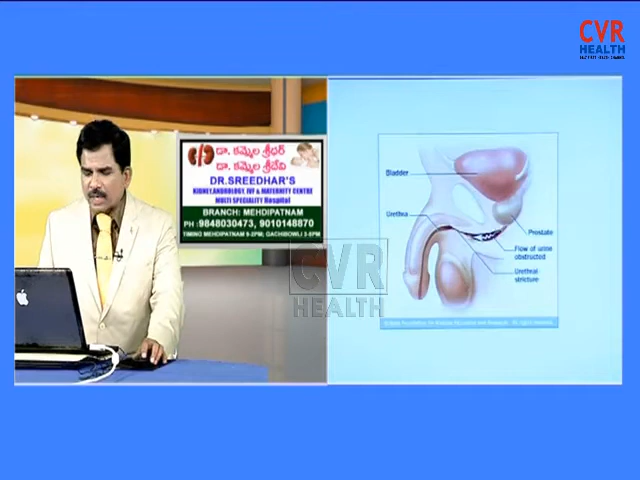 CVR
HEALTH
డా. కమ్మెల శ్రీధర్
డా. కమ్మెల శ్రీదేవి
DR.SREEDHAR'S
KIDNEY, ANDROLOGY, IVF & MATERNITY CENTRE
MULTI SPECIALITY Hospital
BRANCH: MEHDIPATNAM
PH :9848030473, 9010148870
TIMING MEHDIPATNAM 9-2PM; GACHIBOWLI 3-5PM
Bladder
Urethra
Prostate
Flow of urine
obstructed
Urethral
stricture
CVR
HEALTH